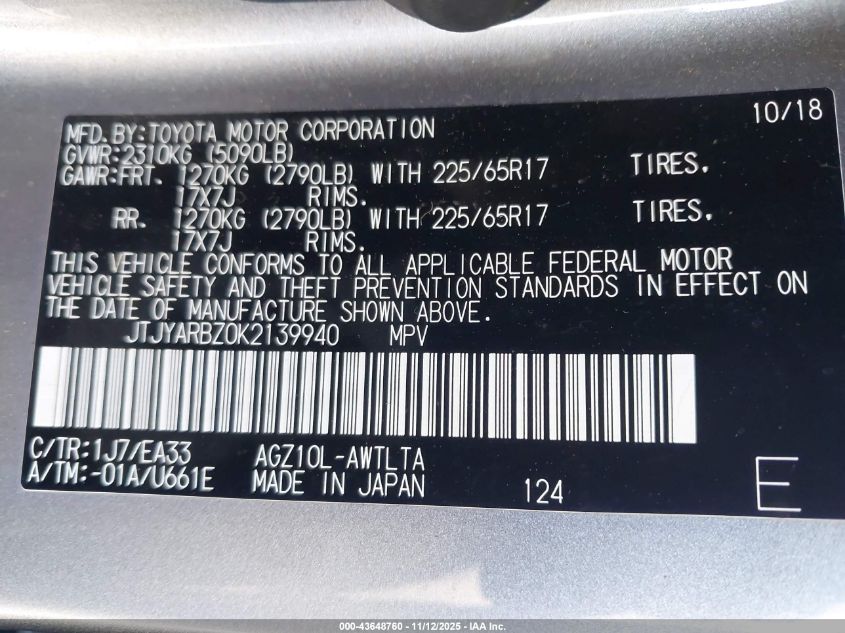 10/18
MFD. BY: TOYOTA MOTOR CORPORATION
GVWR: 2310KG (5090LB)
GAWR: FRT. 1270KG (2790LB) WITH 225/65R17 TIRES.
17X7J RIMS.
RR. 1270KG (2790LB) WITH 225/65R17 TIRES.
17X7J RIMS.
THIS VEHICLE CONFORMS TO ALL APPLICABLE FEDERAL MOTOR
VEHICLE SAFETY AND THEFT PREVENTION STANDARDS IN EFFECT ON
THE DATE OF MANUFACTURE SHOWN ABOVE.
JTJYARBZ0K2139940 MPV
C/TR: 1J7/EA33 AGZ10L-AWTLTA
A/TM: -01A/U661E MADE IN JAPAN 124 E
000-43648760 - 11/12/2025 - IAA Inc.